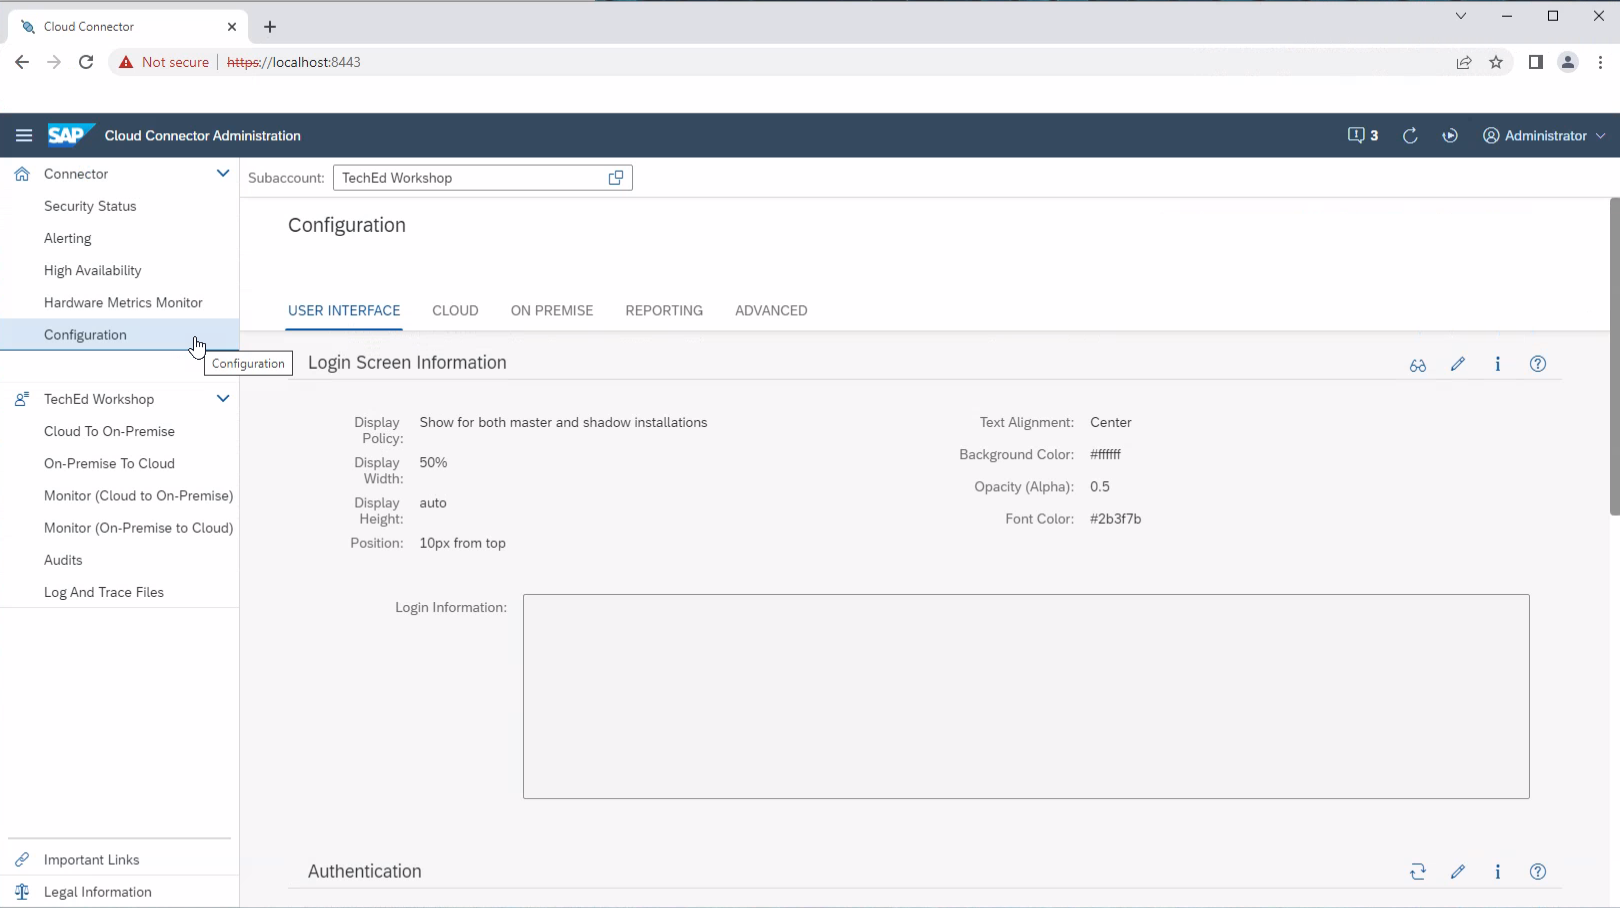 Cloud Connector
Not secure
https://localhost:8443
SAP
Cloud Connector Administration
3
Administrator
Connector
Security Status
Alerting
High Availability
Hardware Metrics Monitor
Configuration
Configuration
TechEd Workshop
Cloud To On-Premise
On-Premise To Cloud
Monitor (Cloud to On-Premise)
Monitor (On-Premise to Cloud)
Audits
Log And Trace Files
Important Links
Legal Information
Subaccount: TechEd Workshop
Configuration
USER INTERFACE CLOUD ON PREMISE REPORTING ADVANCED
Login Screen Information
Display Policy: Show for both master and shadow installations
Display Width: 50%
Display Height: auto
Position: 10px from top
Text Alignment: Center
Background Color: #ffffff
Opacity (Alpha): 0.5
Font Color: #2b3f7b
Login Information:
Authentication